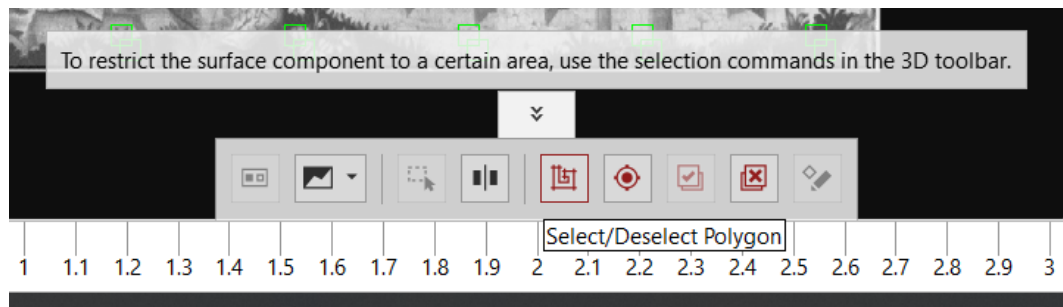 To restrict the surface component to a certain area, use the selection commands in the 3D toolbar.
Select/Deselect Polygon
1 1.1 1.2 1.3 1.4 1.5 1.6 1.7 1.8 1.9 2 2.1 2.2 2.3 2.4 2.5 2.6 2.7 2.8 2.9 3